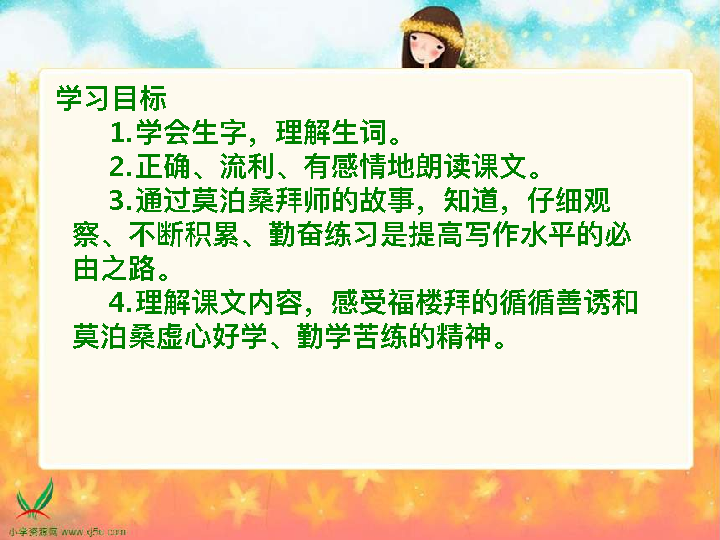 学习目标
1.学会生字，理解生词。
2.正确、流利、有感情地朗读课文。
3.通过莫泊桑拜师的故事，知道，仔细观
察、不断积累、勤奋练习是提高写作水平的必
由之路。
4.理解课文内容，感受福楼拜的循循善诱和
莫泊桑虚心好学、勤学苦练的精神。
小学资源网 www.xj5u.com